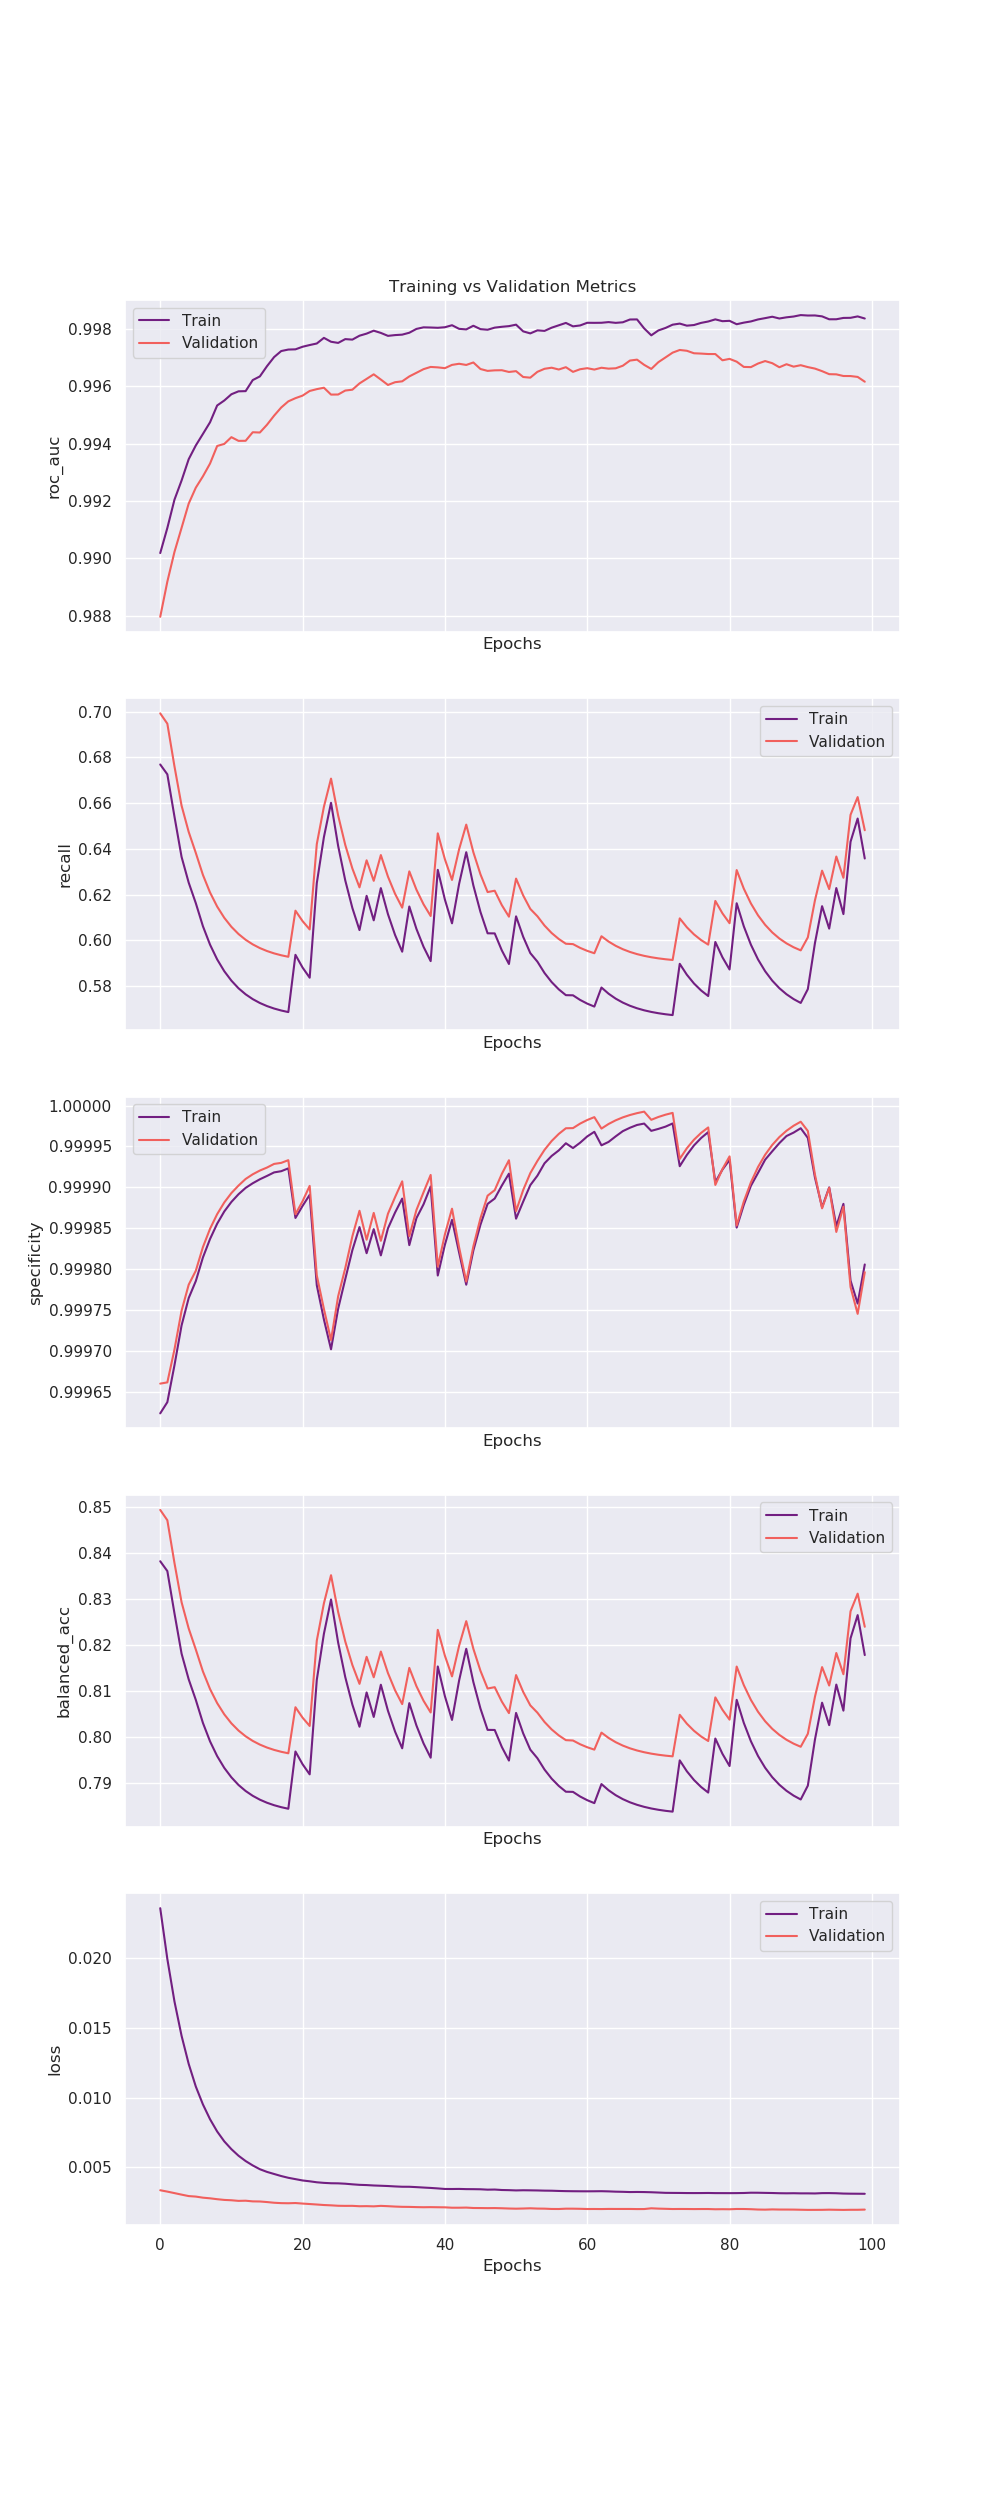 Training vs Validation Metrics
Train
Validation
0.998
0.996
0.994
0.992
0.990
0.988
roc_auc
Epochs
Train
Validation
0.70
0.68
0.66
0.64
0.62
0.60
0.58
recall
Epochs
Train
Validation
1.00000
0.99995
0.99990
0.99985
0.99980
0.99975
0.99970
0.99965
specificity
Epochs
Train
Validation
0.85
0.84
0.83
0.82
0.81
0.80
0.79
balanced_acc
Epochs
Train
Validation
0.020
0.015
0.010
0.005
loss
0 20 40 60 80 100
Epochs